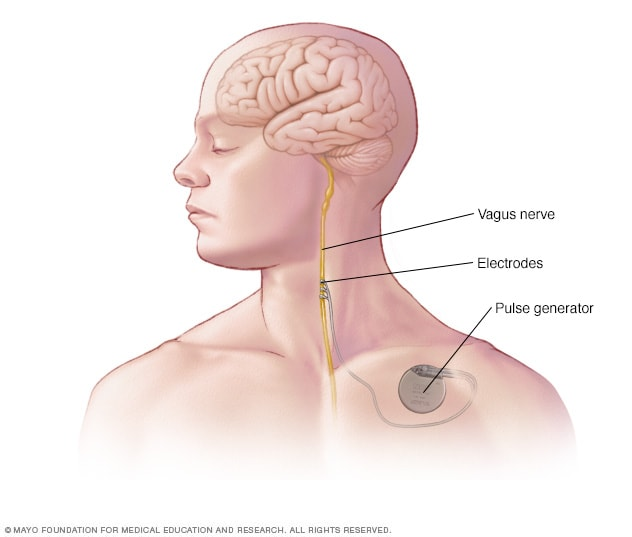 Vagus nerve
Electrodes
Pulse generator
© MAYO FOUNDATION FOR MEDICAL EDUCATION AND RESEARCH. ALL RIGHTS RESERVED.